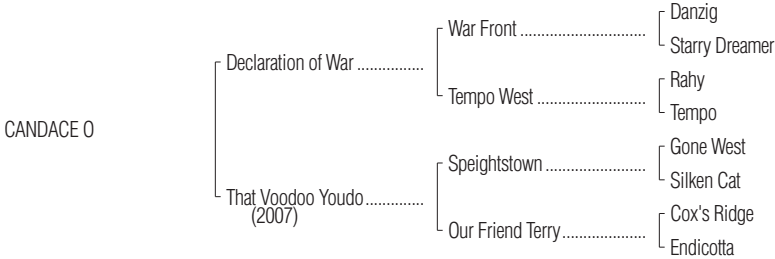 Danzig
War Front ..............................
Starry Dreamer
Declaration of War ................
Rahy
Tempo West ..........................
Tempo
CANDACE O
Gone West
Speightstown ........................
Silken Cat
That Voodoo Youdo..............
(2007)
Cox's Ridge
Our Friend Terry....................
Endicotta